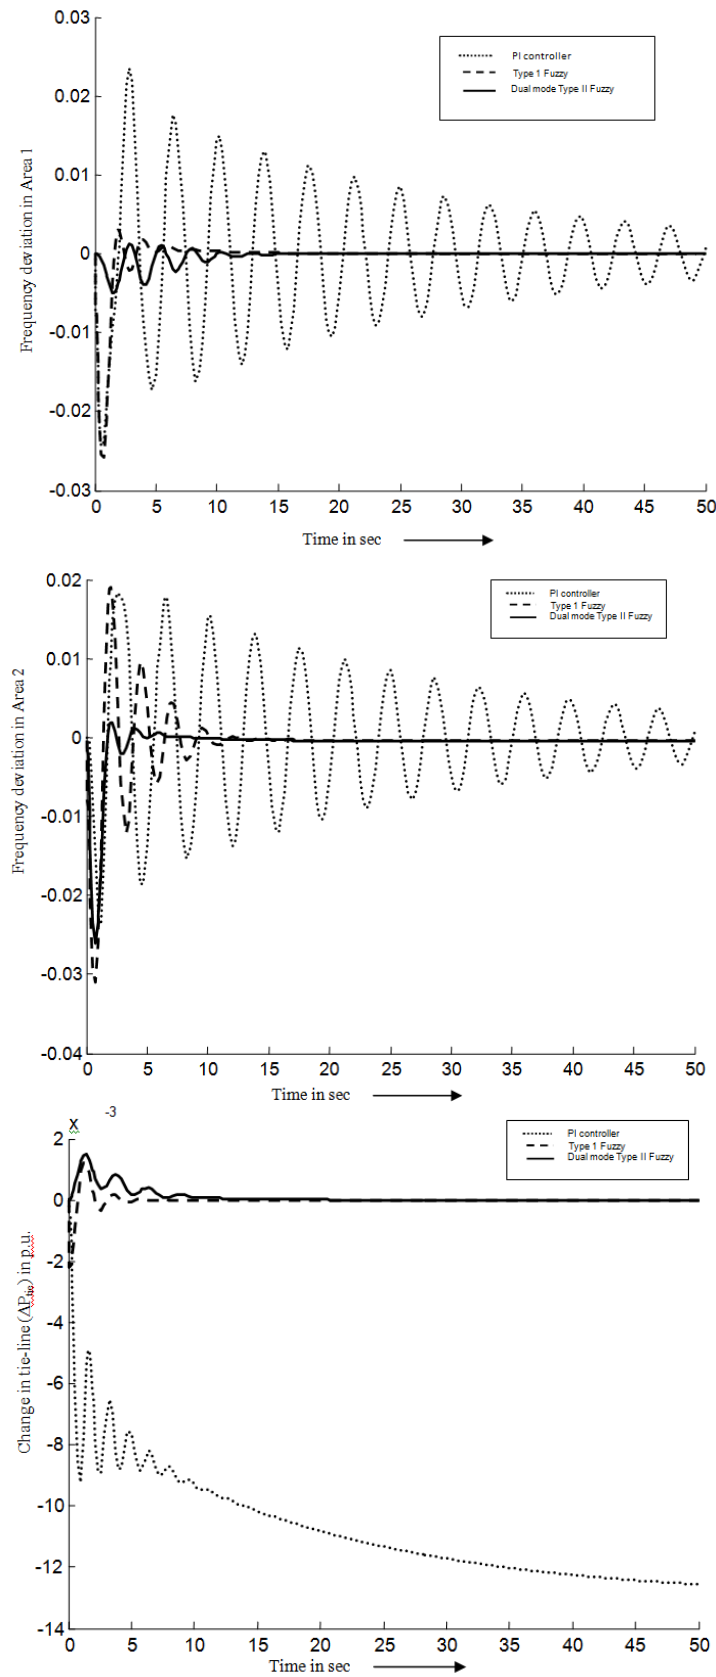 0.03
PI controller
Type 1 Fuzzy
Dual mode Type II Fuzzy
0.02
0.01
0
-0.01
-0.02
-0.03
Frequency deviation in Area 1
0 5 10 15 20 25 30 35 40 45 50
Time in sec
0.02
PI controller
Type 1 Fuzzy
Dual mode Type II Fuzzy
0.01
0
-0.01
-0.02
-0.03
-0.04
Frequency deviation in Area 2
0 5 10 15 20 25 30 35 40 45 50
Time in sec
X -3
PI controller
Type 1 Fuzzy
Dual mode Type II Fuzzy
2
0
-2
-4
-6
-8
-10
-12
-14
Change in tie-line (ΔPtie) in p.u.
0 5 10 15 20 25 30 35 40 45 50
Time in sec